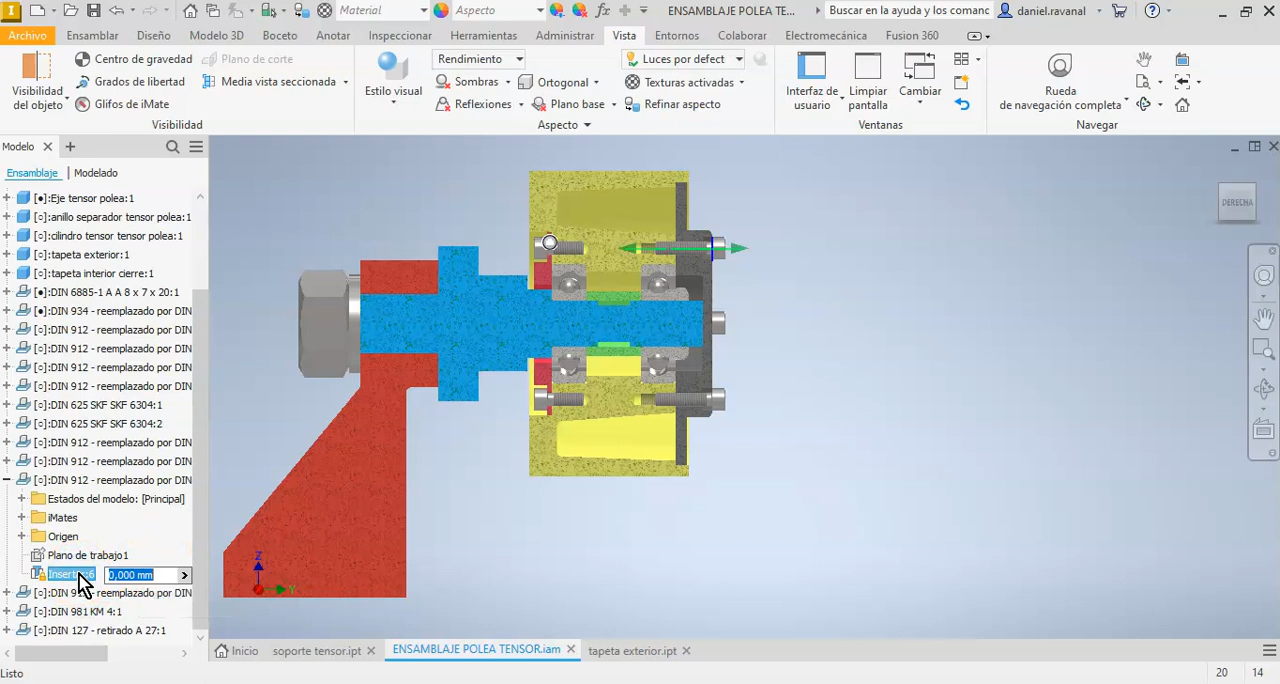 Material
Aspecto
ENSAMBLAJE POLEA TE...
Buscar en la ayuda y los comanc
daniel.ravanal
Archivo Ensamblar Diseño Modelo 3D Boceto Anotar Inspeccionar Herramientas Administrar Vista Entornos Colaborar Electromecánica Fusion 360
Visibilidad
del objeto
Centro de gravedad
Grados de libertad
Glifos de iMate
Plano de corte
Media vista seccionada
Visibilidad
Estilo visual
Rendimiento
Sombras
Reflexiones
Ortogonal
Plano base
Luces por defect
Texturas activadas
Refinar aspecto
Aspecto
Interfaz de
usuario
Limpiar
pantalla
Cambiar
Ventanas
Rueda
de navegación completa
Navegar
Modelo
Ensamblaje | Modelado
Eje tensor polea:1
anillo separador tensor polea:1
cilindro tensor tensor polea:1
tapeta exterior:1
tapeta interior cierre:1
DIN 6885-1 A A 8 x 7 x 20:1
DIN 934 - reemplazado por DIN
DIN 912 - reemplazado por DIN
DIN 912 - reemplazado por DIN
DIN 912 - reemplazado por DIN
DIN 912 - reemplazado por DIN
DIN 625 SKF SKF 6304:1
DIN 625 SKF SKF 6304:2
DIN 912 - reemplazado por DIN
DIN 912 - reemplazado por DIN
DIN 912 - reemplazado por DIN
Estados del modelo: [Principal]
iMates
Origen
Plano de trabajo1
0,000 mm
reemplazado por DIN
DIN 981 KM 4:1
DIN 127 - retirado A 27:1
DERECHA
Z
Y
Inicio
soporte tensor.ipt
ENSAMBLAJE POLEA TENSOR.iam
tapeta exterior.ipt
Listo
20 14